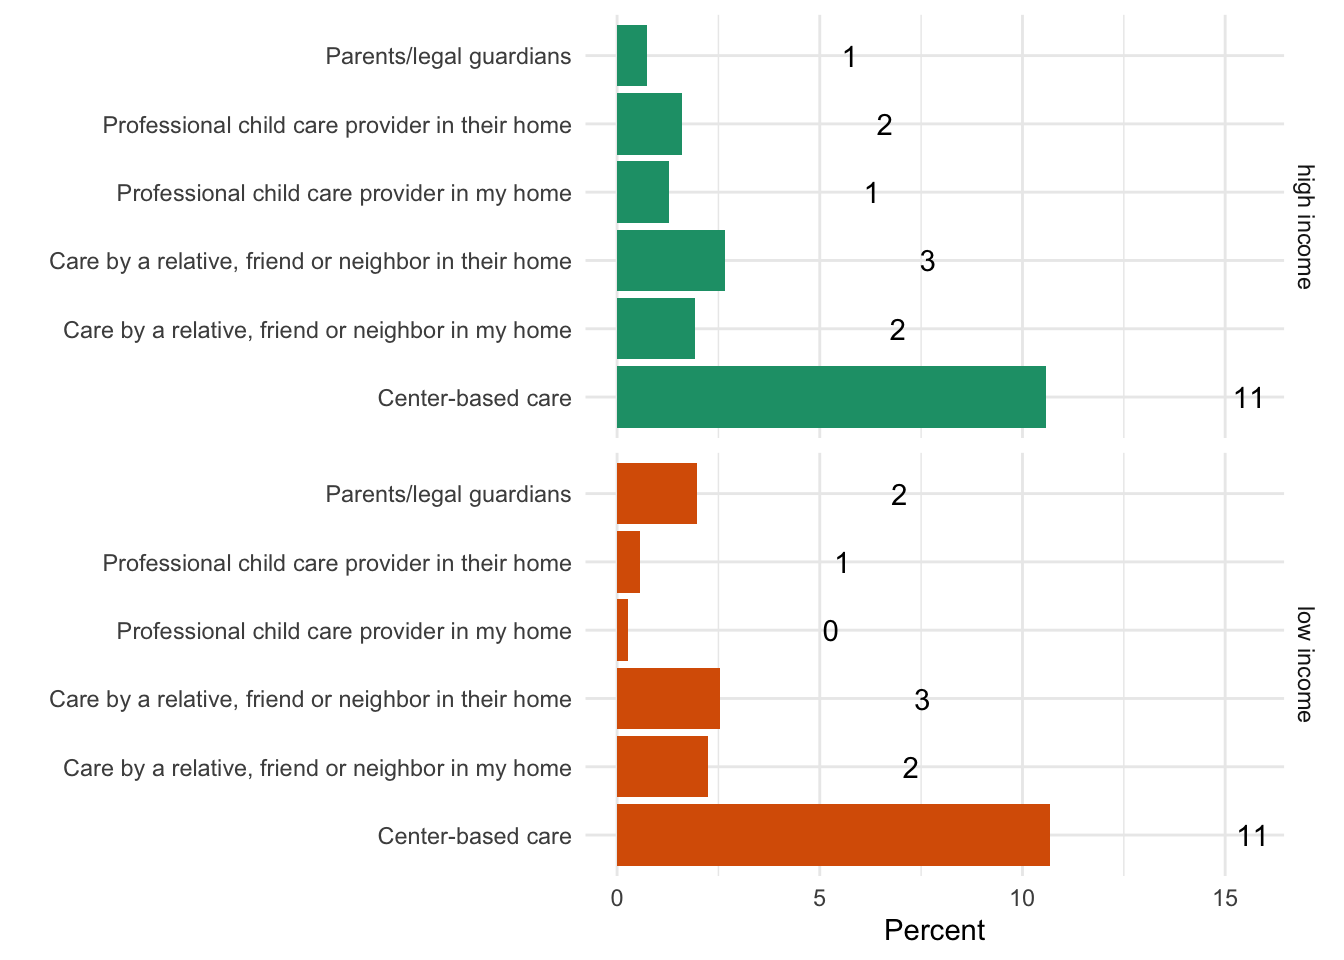 Parents/legal guardians 1
Professional child care provider in their home 2
Professional child care provider in my home 1
Care by a relative, friend or neighbor in their home 3
Care by a relative, friend or neighbor in my home 2
Center-based care 11
high income
Parents/legal guardians 2
Professional child care provider in their home 1
Professional child care provider in my home 0
Care by a relative, friend or neighbor in their home 3
Care by a relative, friend or neighbor in my home 2
Center-based care 11
low income
0 5 10 15
Percent